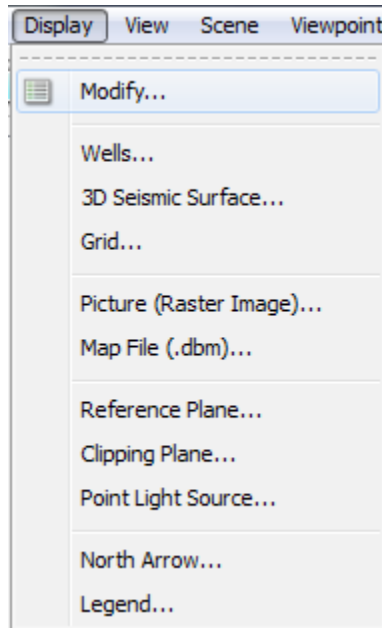 Display View Scene Viewpoint
Modify...
Wells...
3D Seismic Surface...
Grid...
Picture (Raster Image)...
Map File (.dbm)...
Reference Plane...
Clipping Plane...
Point Light Source...
North Arrow...
Legend...